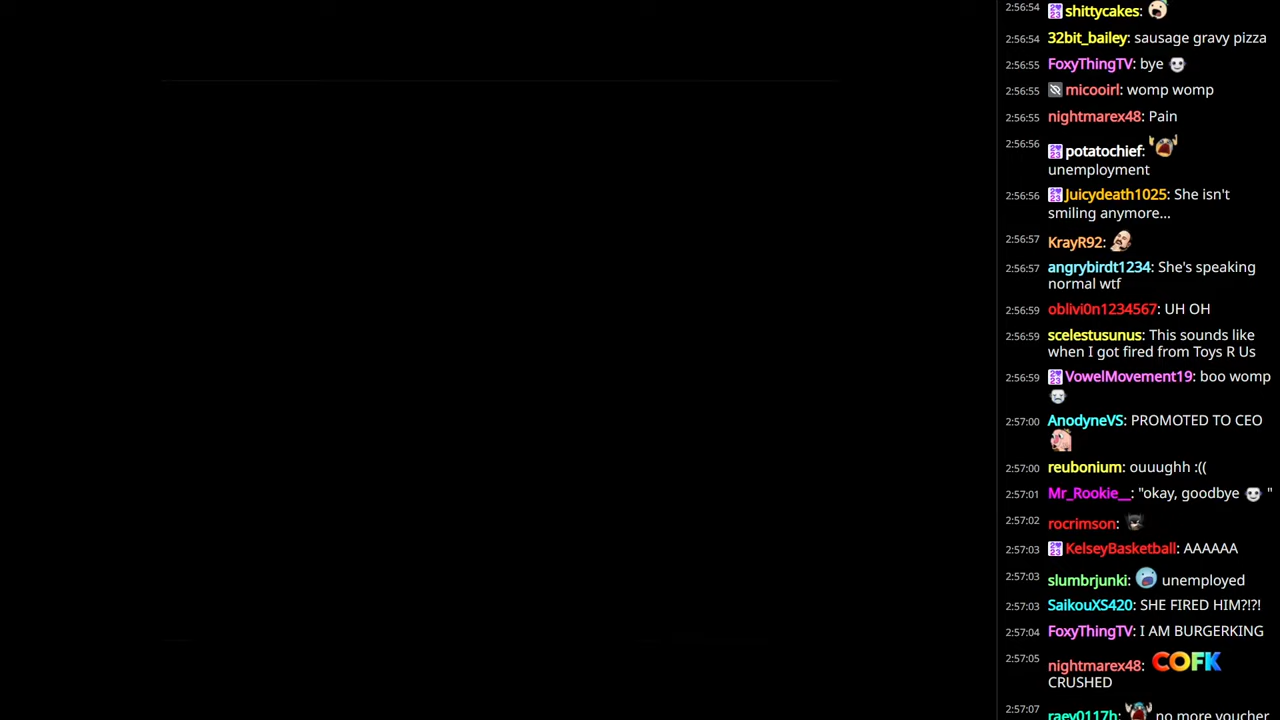 2:56:54 shittycakes:
2:56:54 32bit_bailey: sausage gravy pizza
2:56:55 FoxyThingTV: bye
2:56:55 micooirl: womp womp
2:56:55 nightmarex48: Pain
2:56:56 potatochief:
unemployment
2:56:56 Juicydeath1025: She isn't
smiling anymore...
2:56:57 KrayR92:
2:56:57 angrybirdt1234: She's speaking
normal wtf
2:56:59 oblivi0n1234567: UH OH
2:56:59 scelestusunus: This sounds like
when I got fired from Toys R Us
2:56:59 VowelMovement19: boo womp
2:57:00 AnodyneVS: PROMOTED TO CEO
2:57:00 reubonium: ouuughh :((
2:57:01 Mr_Rookie__: "okay, goodbye "
2:57:02 rocrimson:
2:57:03 KelseyBasketball: AAAAAA
2:57:03 slumbrjunki: unemployed
2:57:03 SaikouXS420: SHE FIRED HIM?!?!
2:57:04 FoxyThingTV: I AM BURGERKING
2:57:05 nightmarex48: COFK
CRUSHED
2:57:07 raev0117h: no more voucher